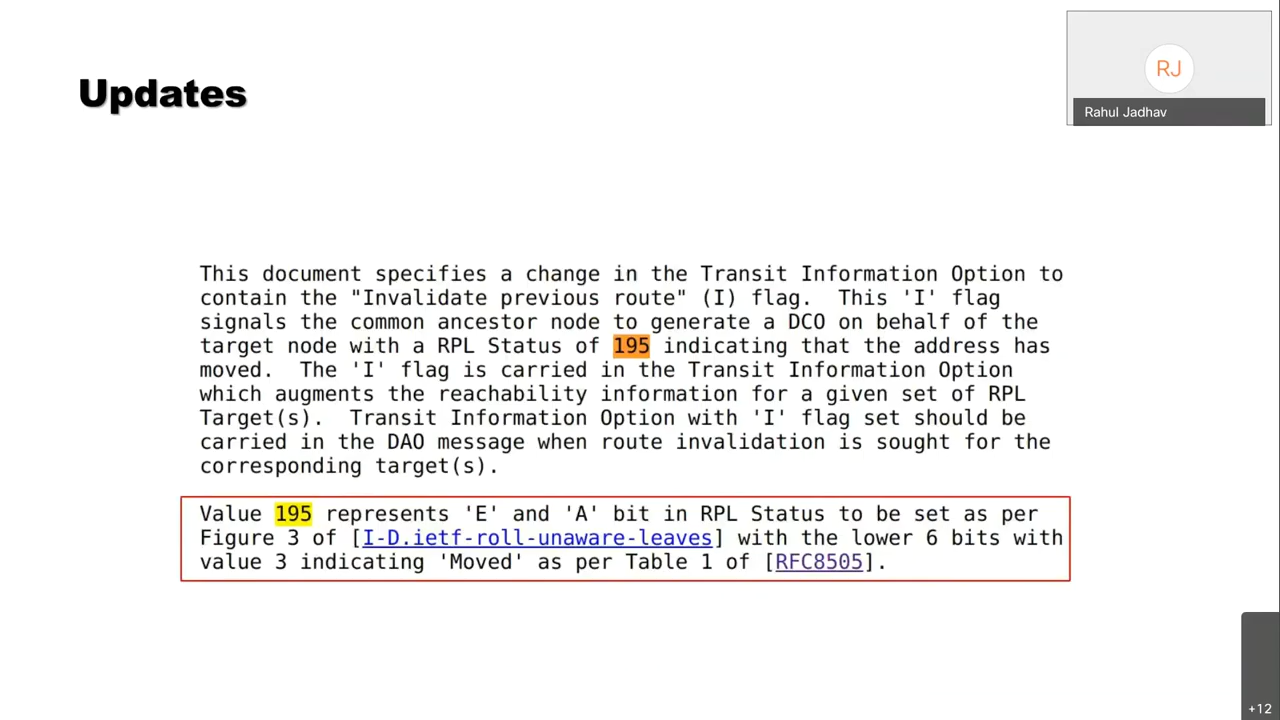 Updates
RJ
Rahul Jadhav
This document specifies a change in the Transit Information Option to
contain the "Invalidate previous route" (I) flag.  This 'I' flag
signals the common ancestor node to generate a DCO on behalf of the
target node with a RPL Status of 195 indicating that the address has
moved.  The 'I' flag is carried in the Transit Information Option
which augments the reachability information for a given set of RPL
Target(s).  Transit Information Option with 'I' flag set should be
carried in the DAO message when route invalidation is sought for the
corresponding target(s).
Value 195 represents 'E' and 'A' bit in RPL Status to be set as per
Figure 3 of [I-D.ietf-roll-unaware-leaves] with the lower 6 bits with
value 3 indicating 'Moved' as per Table 1 of [RFC8505].
+12